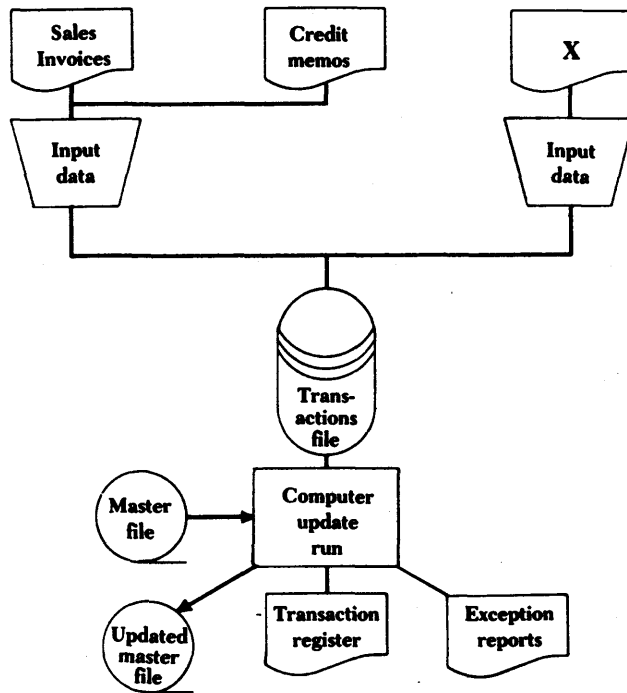 Sales
Invoices
Credit
memos
X
Input
data
Input
data
Trans-
actions
file
Master
file
Computer
update
run
Updated
master
file
Transaction
register
Exception
reports